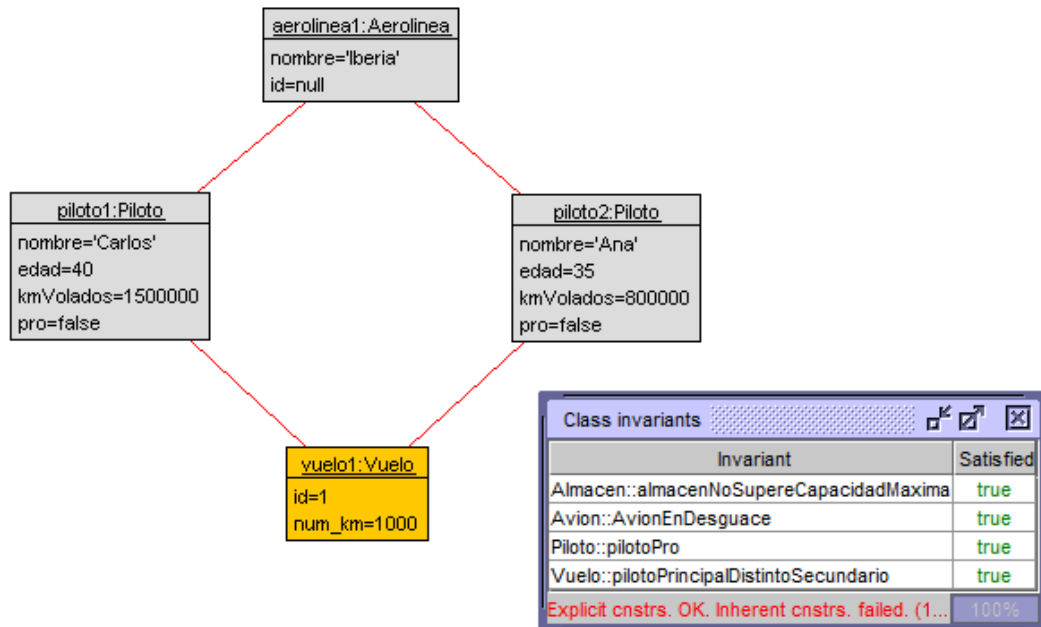 aerolinea1:Aerolinea
nombre='Iberia'
id=null
piloto1:Piloto
nombre='Carlos'
edad=40
kmVolados=1500000
pro=false
piloto2:Piloto
nombre='Ana'
edad=35
kmVolados=800000
pro=false
vuelo1:Vuelo
id=1
num_km=1000
Class invariants
Invariant Satisfied
Almacen::almacenNoSupereCapacidadMaxima true
Avion::AvionEnDesguace true
Piloto::pilotoPro true
Vuelo::pilotoPrincipalDistintoSecundario true
Explicit cnstrs. OK. Inherent cnstrs. failed. (1... 100%